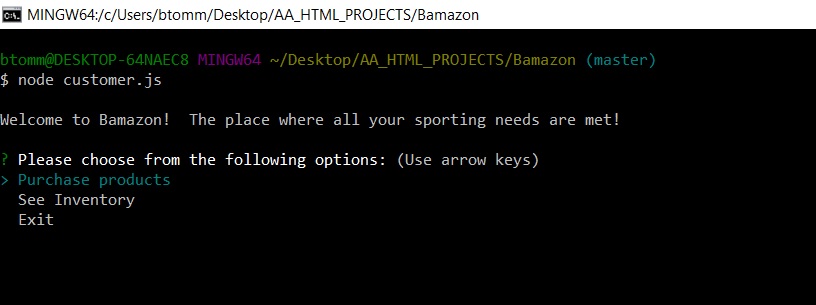 MINGW64:/c/Users/btomm/Desktop/AA_HTML_PROJECTS/Bamazon
btomm@DESKTOP-64NAEC8 MINGW64 ~/Desktop/AA_HTML_PROJECTS/Bamazon (master)
$ node customer.js
Welcome to Bamazon!  The place where all your sporting needs are met!
? Please choose from the following options: (Use arrow keys)
> Purchase products
  See Inventory
  Exit